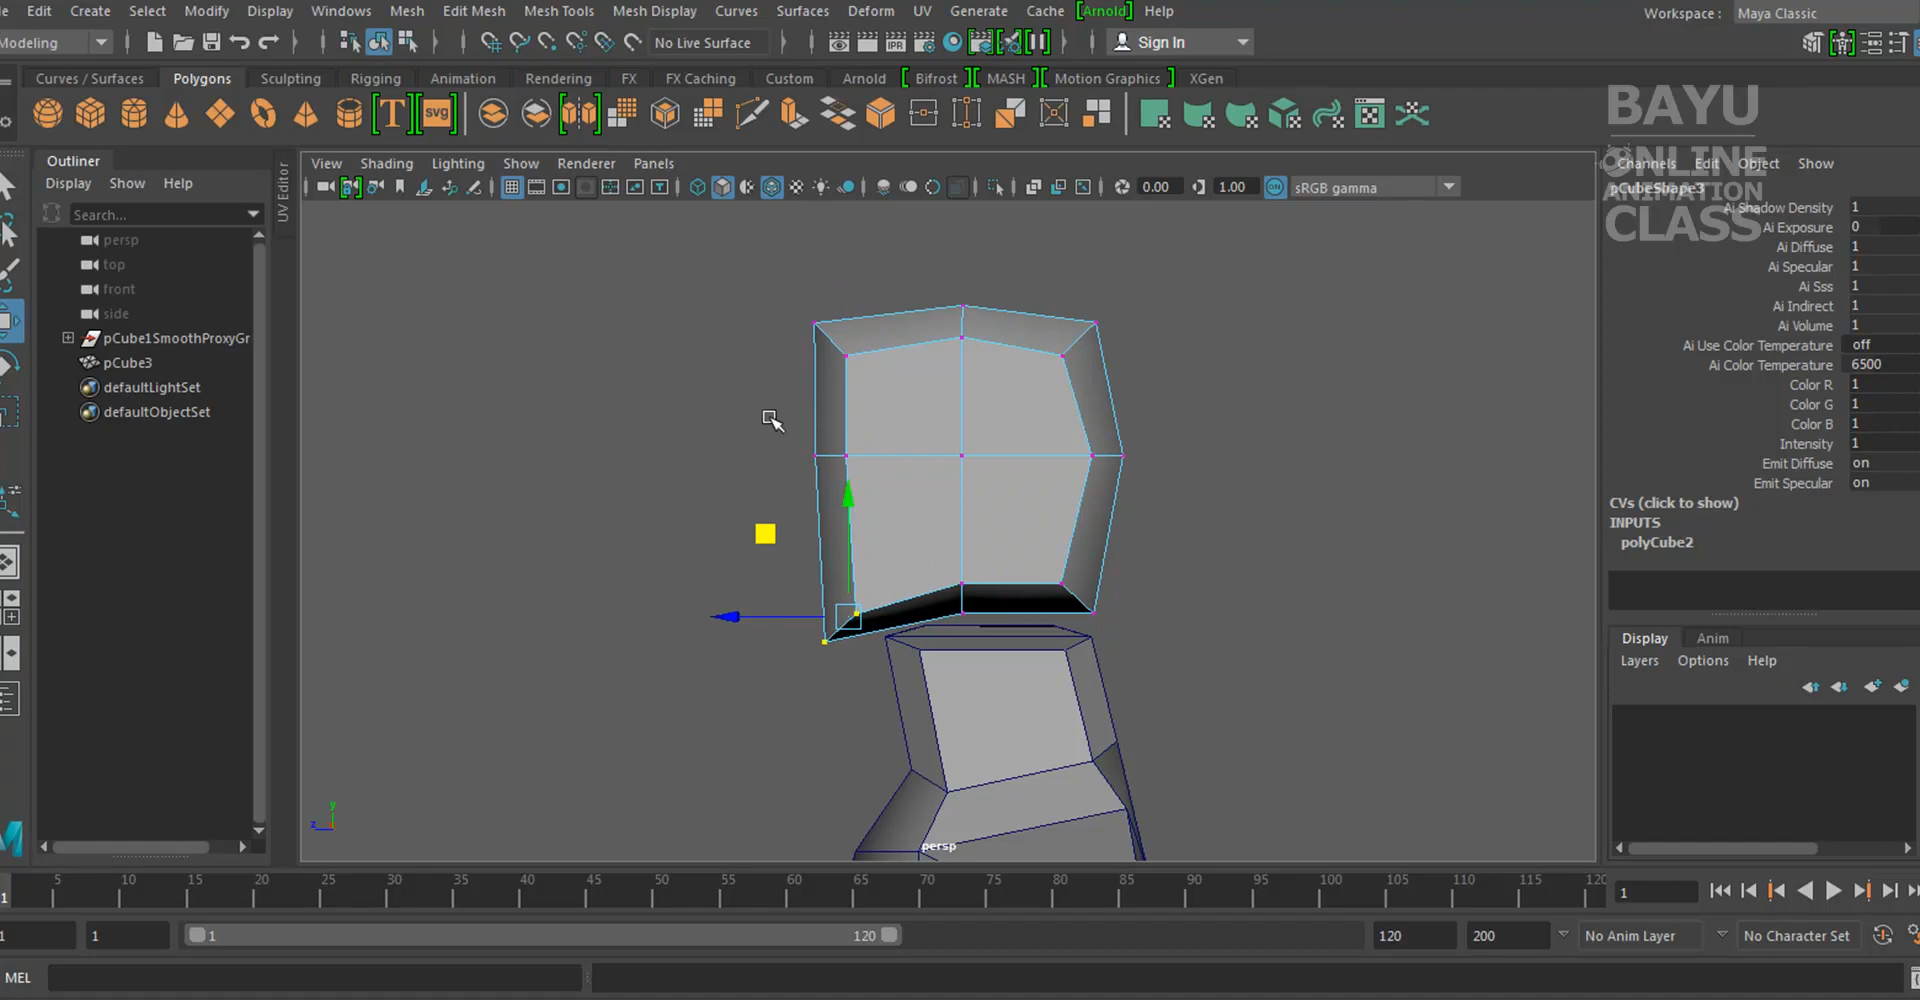 Edit Create Select Modify Display Windows Mesh Edit Mesh Mesh Tools Mesh Display Curves Surfaces Deform UV Generate Cache [Arnold] Help
Workspace : Maya Classic
Modeling
No Live Surface
Sign In
Curves / Surfaces Polygons Sculpting Rigging Animation Rendering FX FX Caching Custom Arnold Bifrost MASH Motion Graphics XGen
T svg
IPR
BAYU
ONLINE
ANIMATION
CLASS
Outliner
Display Show Help
Search...
UV Editor
View Shading Lighting Show Renderer Panels
0.00 1.00 ON sRGB gamma
Channels Edit Object Show
pCubeShape3
Ai Shadow Density 1
Ai Exposure 0
Ai Diffuse 1
Ai Specular 1
Ai Sss 1
Ai Indirect 1
Ai Volume 1
Ai Use Color Temperature off
Ai Color Temperature 6500
Color R 1
Color G 1
Color B 1
Intensity 1
Emit Diffuse on
Emit Specular on
CVs (click to show)
INPUTS
polyCube2
persp
top
front
side
pCube1SmoothProxyGr
pCube3
defaultLightSet
defaultObjectSet
y
z
persp
Display Anim
Layers Options Help
5 10 15 20 25 30 35 40 45 50 55 60 65 70 75 80 85 90 95 100 105 110 115 120
1
1
1 1 1 120 120 200 No Anim Layer No Character Set
MEL